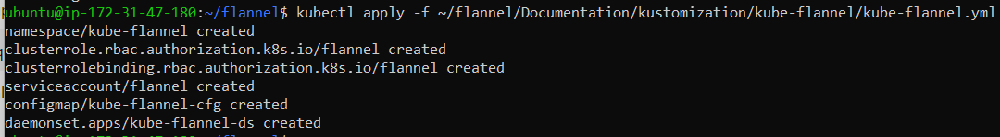 ubuntu@ip-172-31-47-180:~/flannel$ kubectl apply -f ~/flannel/Documentation/kustomization/kube-flannel/kube-flannel.yml
namespace/kube-flannel created
clusterrole.rbac.authorization.k8s.io/flannel created
clusterrolebinding.rbac.authorization.k8s.io/flannel created
serviceaccount/flannel created
configmap/kube-flannel-cfg created
daemonset.apps/kube-flannel-ds created